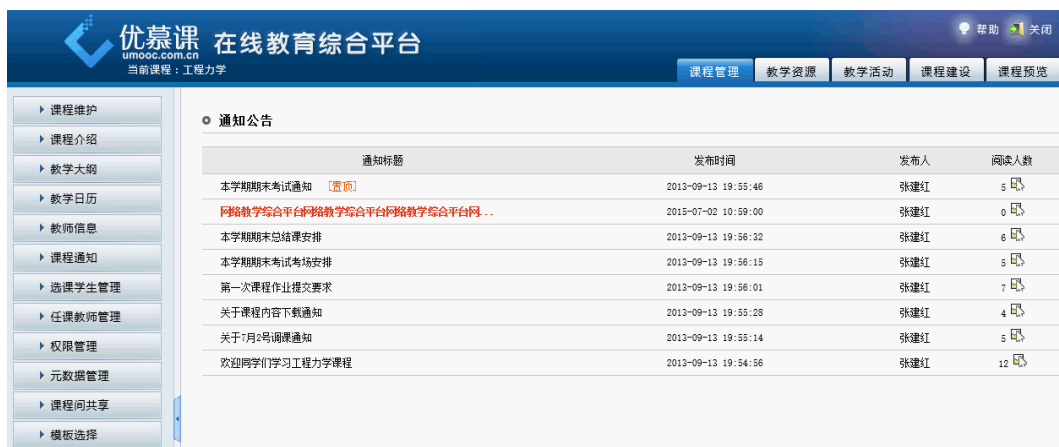 优慕课 在线教育综合平台
umooc.com.cn
帮助 关闭
当前课程：工程力学
课程管理 教学资源 教学活动 课程建设 课程预览
课程维护
课程介绍
教学大纲
教学日历
教师信息
课程通知
选课学生管理
任课教师管理
权限管理
元数据管理
课程间共享
模板选择
通知公告
通知标题 发布时间 发布人 阅读人数
本学期期末考试通知 [置顶] 2013-09-13 19:55:46 张建红 5
网络教学综合平台网络教学综合平台网络教学综合平台网... 2015-07-02 10:59:00 张建红 0
本学期期末总结课安排 2013-09-13 19:56:32 张建红 6
本学期期末考试考场安排 2013-09-13 19:56:15 张建红 5
第一次课程作业提交要求 2013-09-13 19:56:01 张建红 7
关于课程内容下载通知 2013-09-13 19:55:28 张建红 4
关于7月2号调课通知 2013-09-13 19:55:14 张建红 5
欢迎同学们学习工程力学课程 2013-09-13 19:54:56 张建红 12